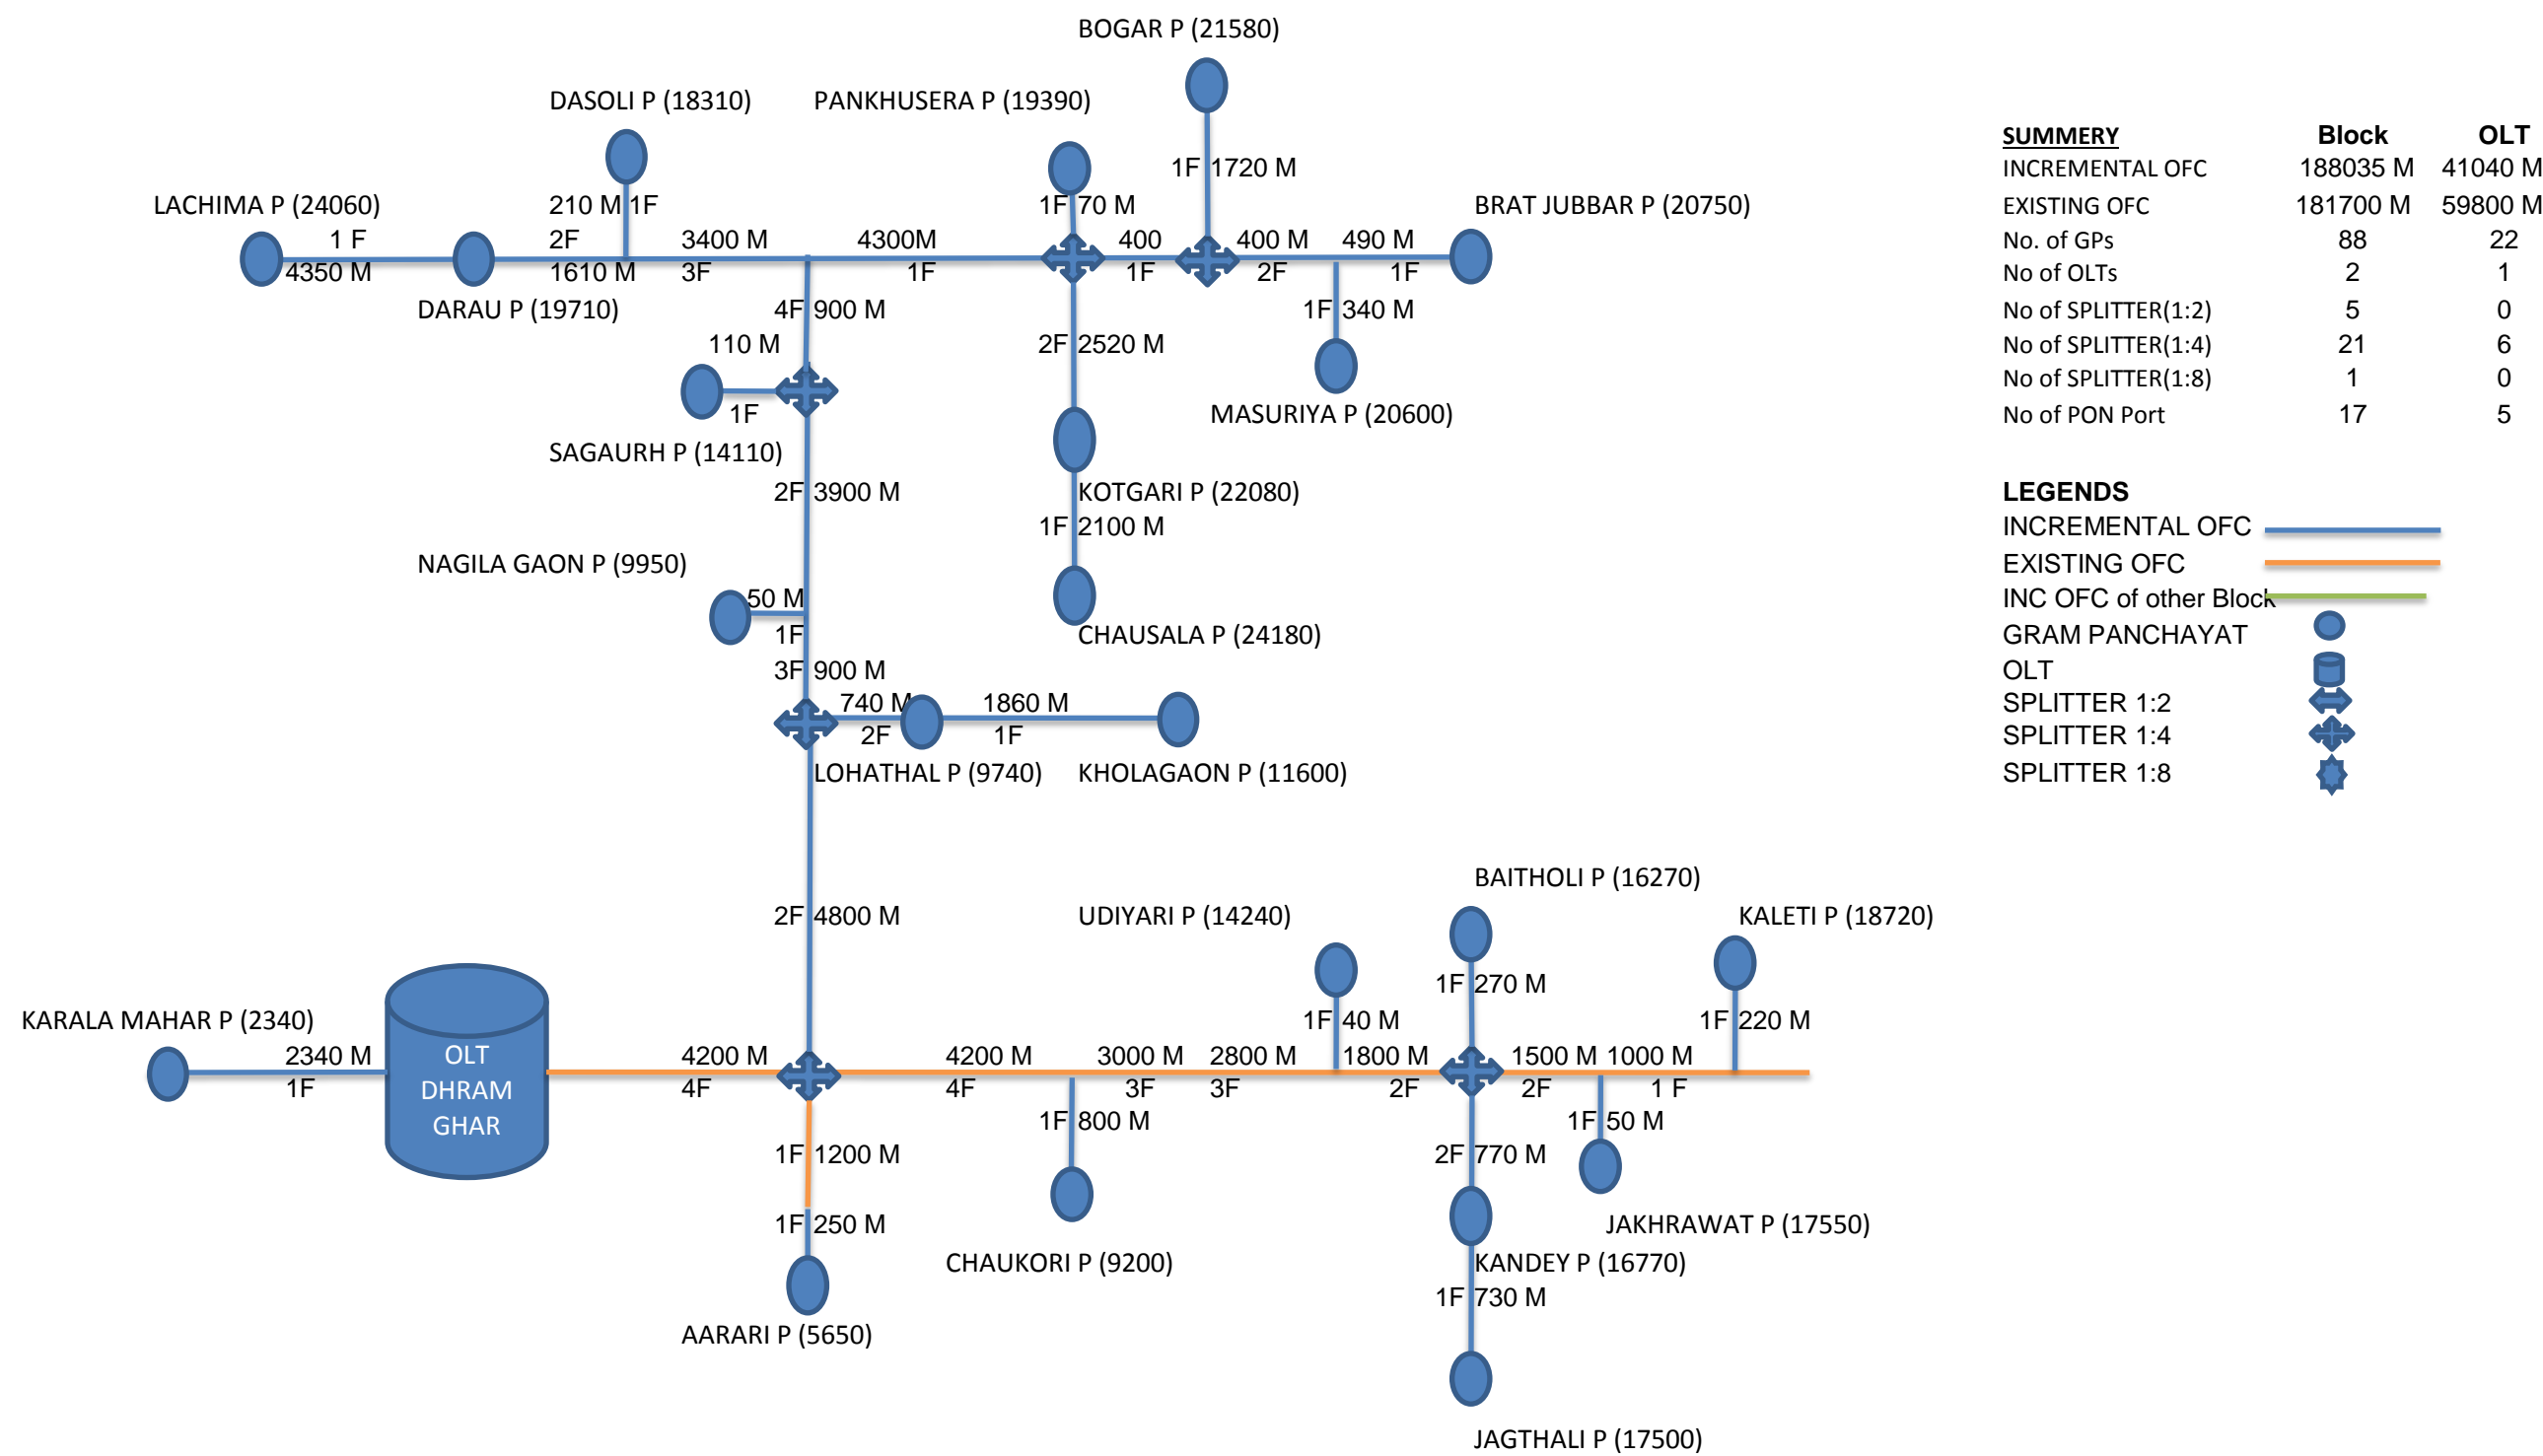 BOGAR P (21580)
DASOLI P (18310)
PANKHUSERA P (19390)
SUMMERY Block OLT
1F 1720 M
INCREMENTAL OFC 188035 M 41040 M
LACHIMA P (24060)
210 M 1F
1F 70 M
BRAT JUBBAR P (20750)
EXISTING OFC 181700 M 59800 M
1 F 2F 3400 M 4300M 400 400 M 490 M
No. of GPs 88 22
4350 M 1610 M 3F 1F 1F 2F 1F
No of OLTs 2 1
DARAU P (19710)
4F 900 M
1F 340 M
No of SPLITTER(1:2) 5 0
110 M
2F 2520 M
No of SPLITTER(1:4) 21 6
No of SPLITTER(1:8) 1 0
1F
MASURIYA P (20600)
No of PON Port 17 5
SAGAURH P (14110)
2F 3900 M
KOTGARI P (22080)
LEGENDS
1F 2100 M
INCREMENTAL OFC
NAGILA GAON P (9950)
EXISTING OFC
50 M
INC OFC of other Block
1F
CHAUSALA P (24180)
GRAM PANCHAYAT
3F 900 M
OLT
740 M 1860 M
SPLITTER 1:2
2F 1F
SPLITTER 1:4
LOHATHAL P (9740) KHOLAGAON P (11600)
SPLITTER 1:8
BAITHOLI P (16270)
2F 4800 M
UDIYARI P (14240)
KALETI P (18720)
1F 270 M
KARALA MAHAR P (2340)
1F 40 M
1F 220 M
2340 M OLT 4200 M 4200 M 3000 M 2800 M 1800 M 1500 M 1000 M
1F DHRAM 4F 4F 3F 3F 2F 2F 1 F
GHAR
1F 800 M
1F 50 M
1F 1200 M
2F 770 M
1F 250 M
JAKHRAWAT P (17550)
CHAUKORI P (9200)
KANDEY P (16770)
1F 730 M
AARARI P (5650)
JAGTHALI P (17500)